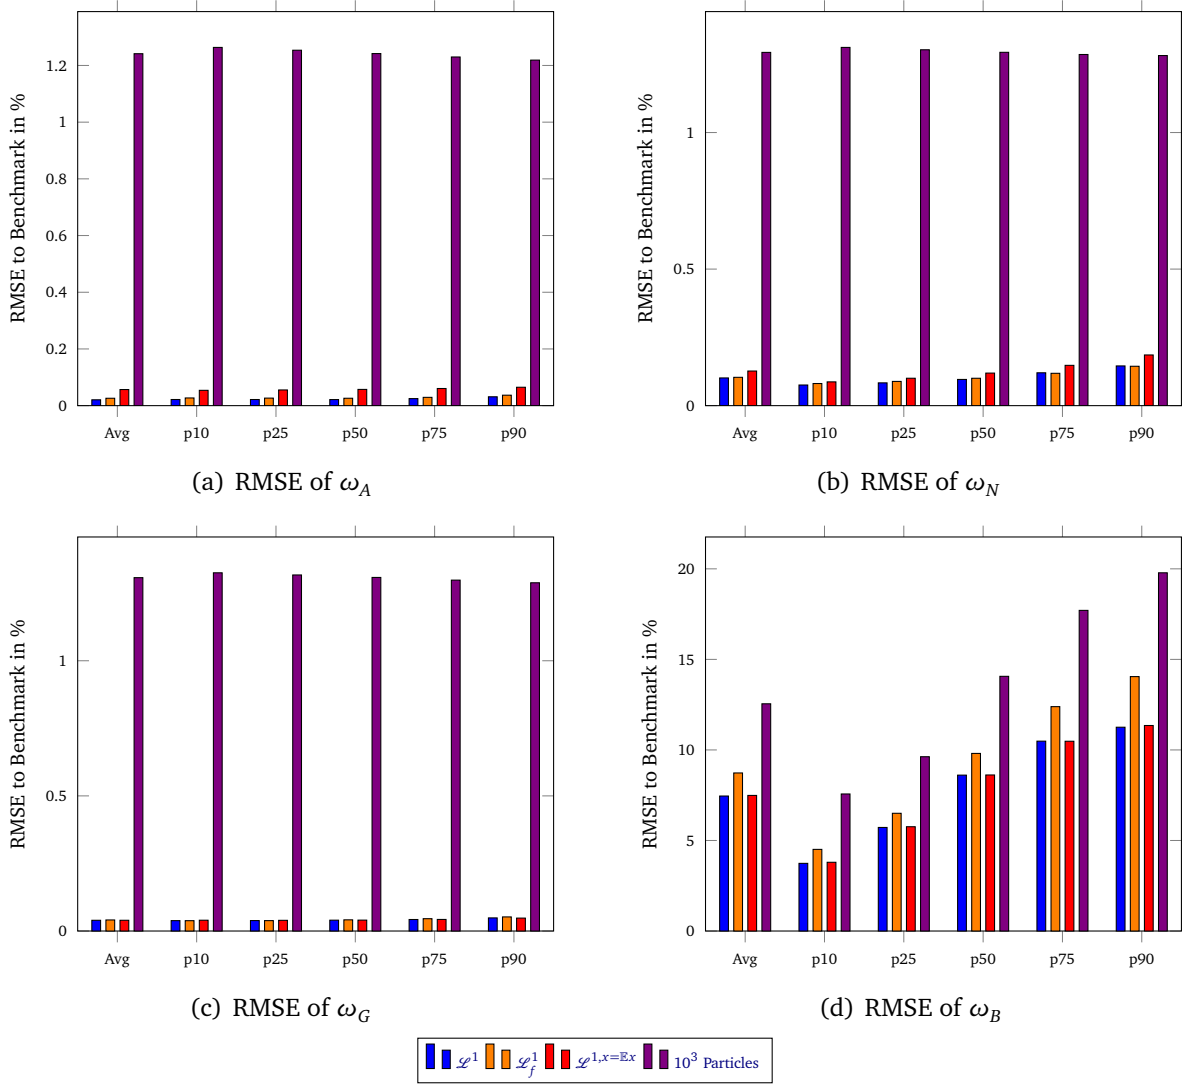 RMSE to Benchmark in %
1.2
1
0.8
0.6
0.4
0.2
0
Avg p10 p25 p50 p75 p90
(a) RMSE of ω_A
RMSE to Benchmark in %
1
0.5
0
Avg p10 p25 p50 p75 p90
(b) RMSE of ω_N
RMSE to Benchmark in %
1
0.5
0
Avg p10 p25 p50 p75 p90
(c) RMSE of ω_G
RMSE to Benchmark in %
20
15
10
5
0
Avg p10 p25 p50 p75 p90
(d) RMSE of ω_B
ℒ^1 ℒ_f^1 ℒ^{1,x=𝔼x} 10^3 Particles